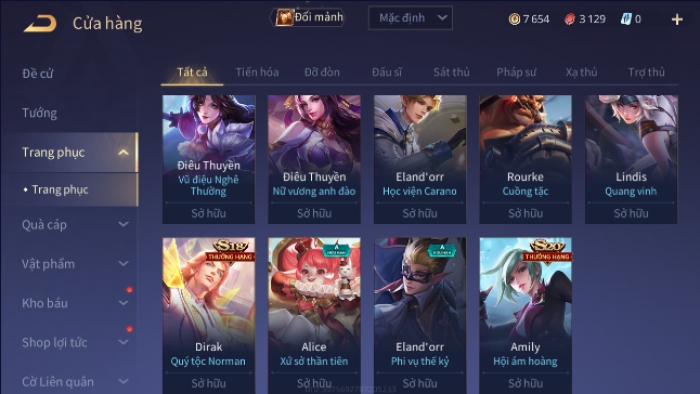 Cửa hàng
Đổi mảnh
Mặc định
7 654
3 129
0
Đề cử
Tướng
Trang phục
Trang phục
Quà cáp
Vật phẩm
Kho báu
Shop lợi tức
Cờ Liên quân
Tất cả
Tiến hóa
Đỡ đòn
Đấu sĩ
Sát thủ
Pháp sư
Xạ thủ
Trợ thủ
Điêu Thuyền
Vũ điệu Nghê
Thường
Sở hữu
Điêu Thuyền
Nữ vương anh đào
Sở hữu
Eland'orr
Học viện Carano
Sở hữu
Rourke
Cuồng tặc
Sở hữu
Lindis
Quang vinh
Sở hữu
S18
THƯỞNG HẠNG
Dirak
Quý tộc Norman
Sở hữu
A
HỮU HẠN
Alice
Xứ sở thần tiên
Sở hữu
A
HỮU HẠN
Eland'orr
Phi vụ thế kỷ
Sở hữu
S20
THƯỞNG HẠNG
Amily
Hội ám hoàng
Sở hữu